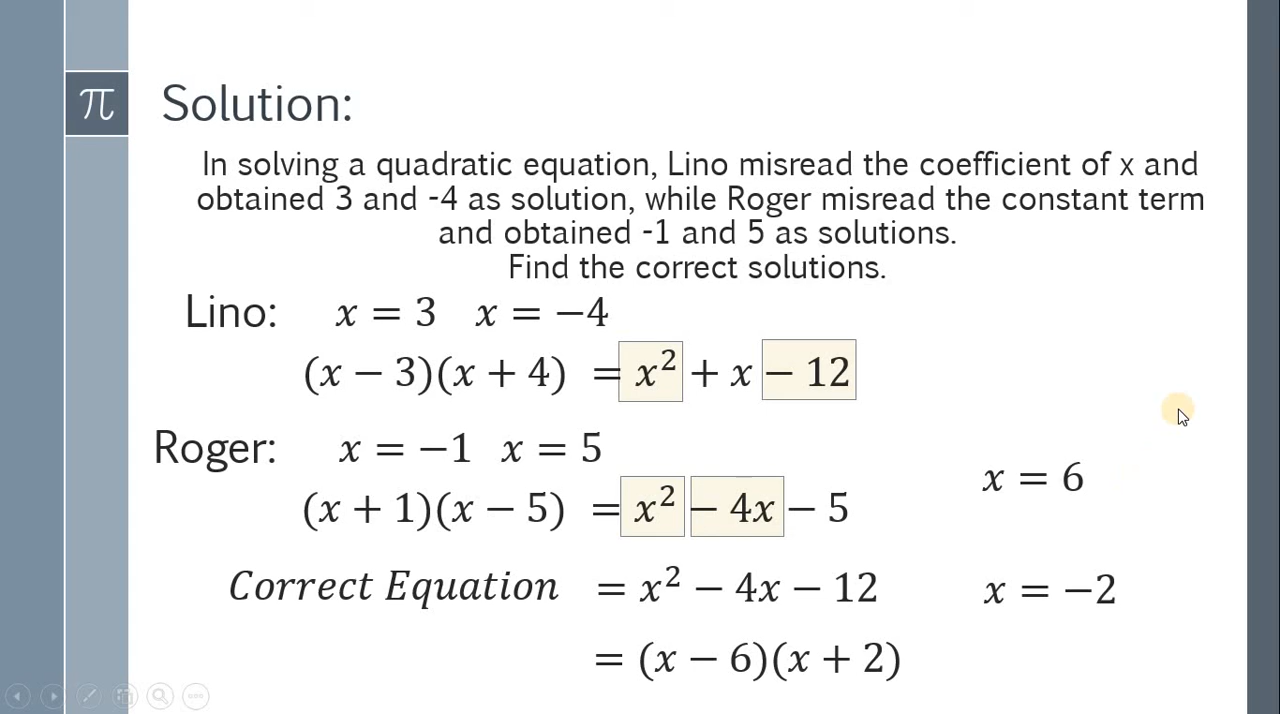 π
Solution:
In solving a quadratic equation, Lino misread the coefficient of x and
obtained 3 and -4 as solution, while Roger misread the constant term
and obtained -1 and 5 as solutions.
Find the correct solutions.
Lino: x = 3 x = −4
(x − 3)(x + 4) = x² + x − 12
Roger: x = −1 x = 5
(x + 1)(x − 5) = x² − 4x − 5
x = 6
Correct Equation = x² − 4x − 12
x = −2
= (x − 6)(x + 2)